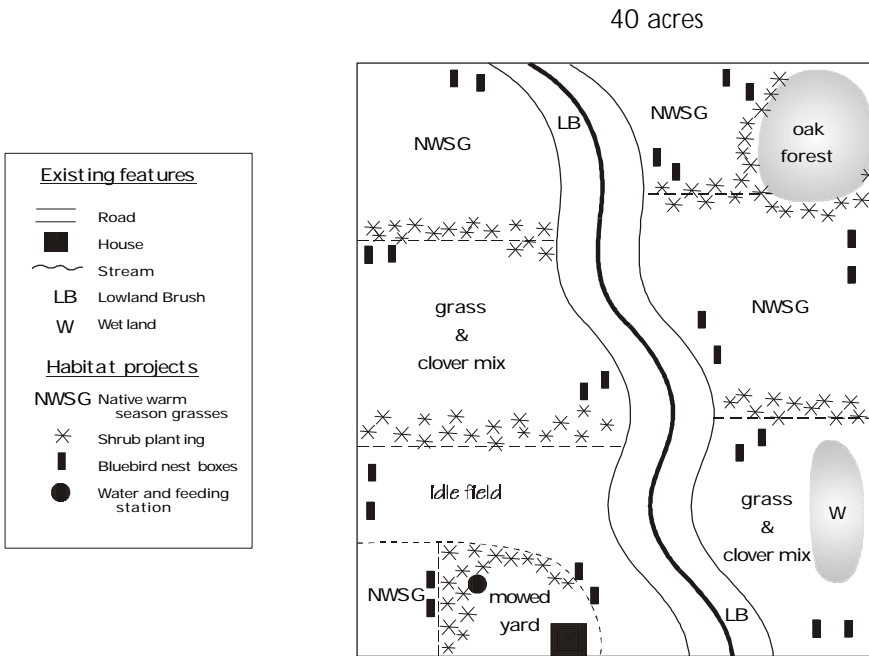 40 acres
Existing features
Road
House
Stream
LB Lowland Brush
W Wetland
Habitat projects
NWSG Native warm
season grasses
Shrub planting
Bluebird nest boxes
Water and feeding
station
NWSG
LB
NWSG
oak
forest
grass
&
clover mix
NWSG
Idle field
grass
&
clover mix
W
NWSG
mowed
yard
LB